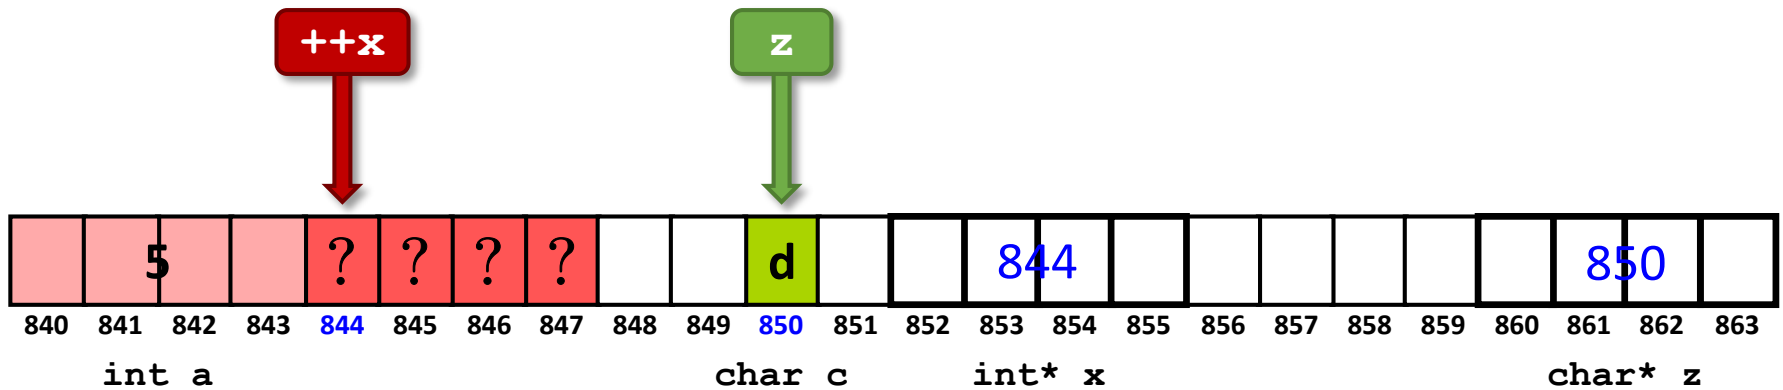 ++x z
5 ? ? ? ? d 844 850
840 841 842 843 844 845 846 847 848 849 850 851 852 853 854 855 856 857 858 859 860 861 862 863
int a char c int* x char* z